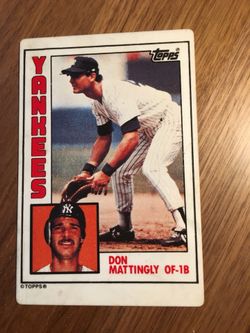 TOPPS®
YANKEES
DON
MATTINGLY OF-1B
©TOPPS®